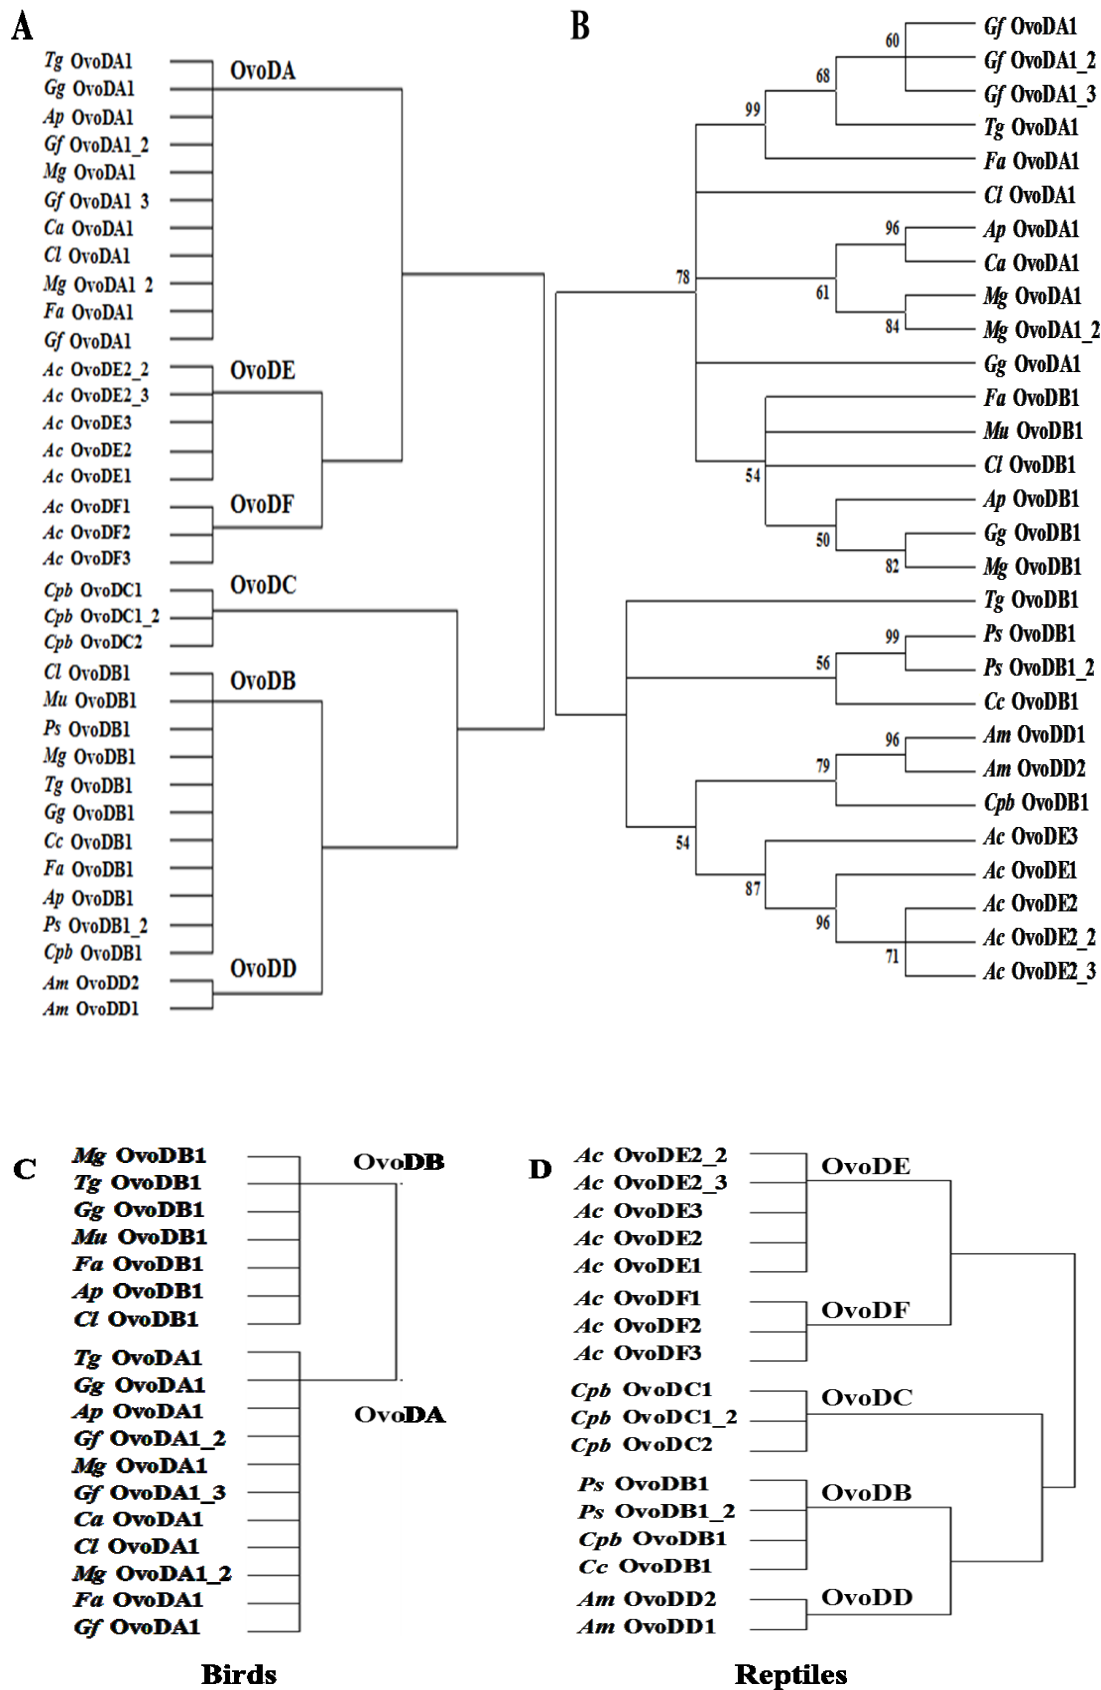 A
Tg OvoDA1
Gg OvoDA1
Ap OvoDA1
Gf OvoDA1_2
Mg OvoDA1
Gf OvoDA1 3
Ca OvoDA1
Cl OvoDA1
Mg OvoDA1 2
Fa OvoDA1
Gf OvoDA1
Ac OvoDE2_2
Ac OvoDE2_3
Ac OvoDE3
Ac OvoDE2
Ac OvoDE1
Ac OvoDF1
Ac OvoDF2
Ac OvoDF3
Cpb OvoDC1
Cpb OvoDC1_2
Cpb OvoDC2
Cl OvoDB1
Mu OvoDB1
Ps OvoDB1
Mg OvoDB1
Tg OvoDB1
Gg OvoDB1
Cc OvoDB1
Fa OvoDB1
Ap OvoDB1
Ps OvoDB1_2
Cpb OvoDB1
Am OvoDD2
Am OvoDD1
OvoDA
OvoDE
OvoDF
OvoDC
OvoDB
OvoDD
B
60
68
99
78
96
61
84
54
50
82
99
56
96
79
54
87
96
71
Gf OvoDA1
Gf OvoDA1_2
Gf OvoDA1_3
Tg OvoDA1
Fa OvoDA1
Cl OvoDA1
Ap OvoDA1
Ca OvoDA1
Mg OvoDA1
Mg OvoDA1_2
Gg OvoDA1
Fa OvoDB1
Mu OvoDB1
Cl OvoDB1
Ap OvoDB1
Gg OvoDB1
Mg OvoDB1
Tg OvoDB1
Ps OvoDB1
Ps OvoDB1_2
Cc OvoDB1
Am OvoDD1
Am OvoDD2
Cpb OvoDB1
Ac OvoDE3
Ac OvoDE1
Ac OvoDE2
Ac OvoDE2_2
Ac OvoDE2_3
C
Mg OvoDB1
Tg OvoDB1
Gg OvoDB1
Mu OvoDB1
Fa OvoDB1
Ap OvoDB1
Cl OvoDB1
Tg OvoDA1
Gg OvoDA1
Ap OvoDA1
Gf OvoDA1_2
Mg OvoDA1
Gf OvoDA1_3
Ca OvoDA1
Cl OvoDA1
Mg OvoDA1_2
Fa OvoDA1
Gf OvoDA1
OvoDB
OvoDA
Birds
D
Ac OvoDE2_2
Ac OvoDE2_3
Ac OvoDE3
Ac OvoDE2
Ac OvoDE1
Ac OvoDF1
Ac OvoDF2
Ac OvoDF3
Cpb OvoDC1
Cpb OvoDC1_2
Cpb OvoDC2
Ps OvoDB1
Ps OvoDB1_2
Cpb OvoDB1
Cc OvoDB1
Am OvoDD2
Am OvoDD1
OvoDE
OvoDF
OvoDC
OvoDB
OvoDD
Reptiles